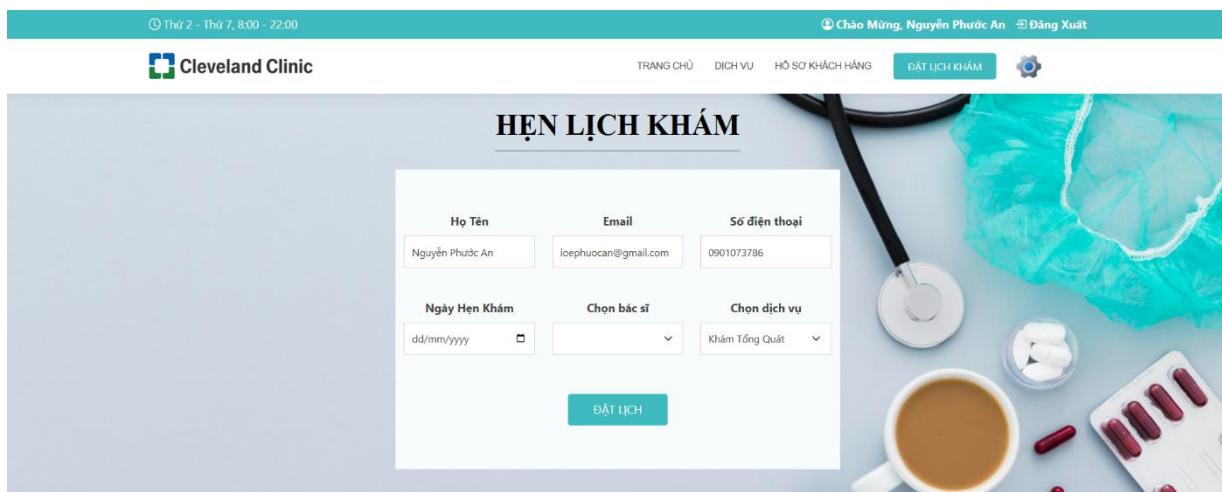 Thứ 2 - Thứ 7, 8:00 - 22:00 Chào Mừng, Nguyễn Phước An Đăng Xuất
Cleveland Clinic TRANG CHỦ DỊCH VỤ HỒ SƠ KHÁCH HÀNG ĐẶT LỊCH KHÁM
HẸN LỊCH KHÁM
Họ Tên Email Số điện thoại
Nguyễn Phước An ioephuocan@gmail.com 0901073786
Ngày Hẹn Khám Chọn bác sĩ Chọn dịch vụ
dd/mm/yyyy Khám Tổng Quát
ĐẶT LỊCH